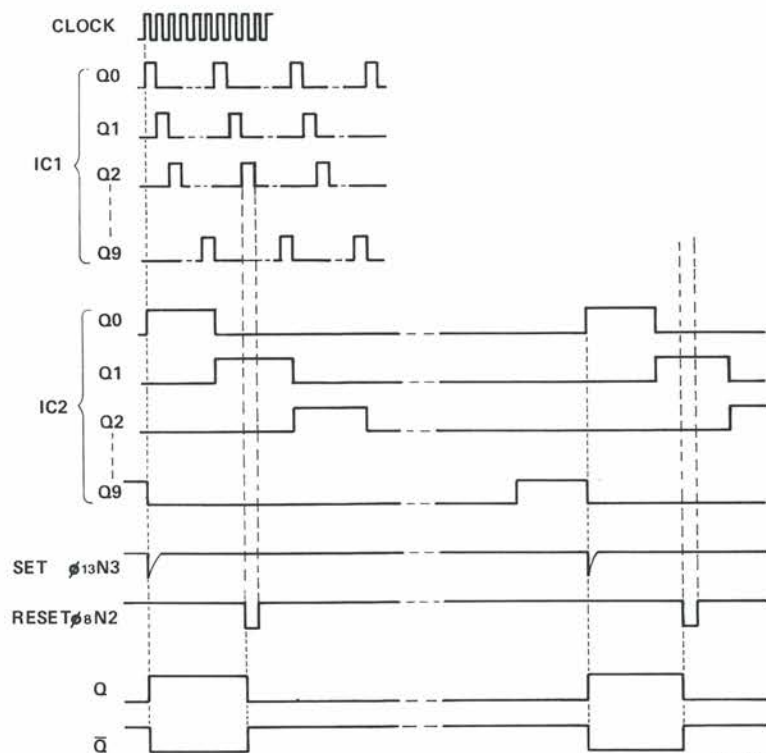 CLOCK
Q0
Q1
IC1
Q2
Q9
Q0
Q1
IC2
Q2
Q9
SET ø13N3
RESETø8N2
Q
Q̅